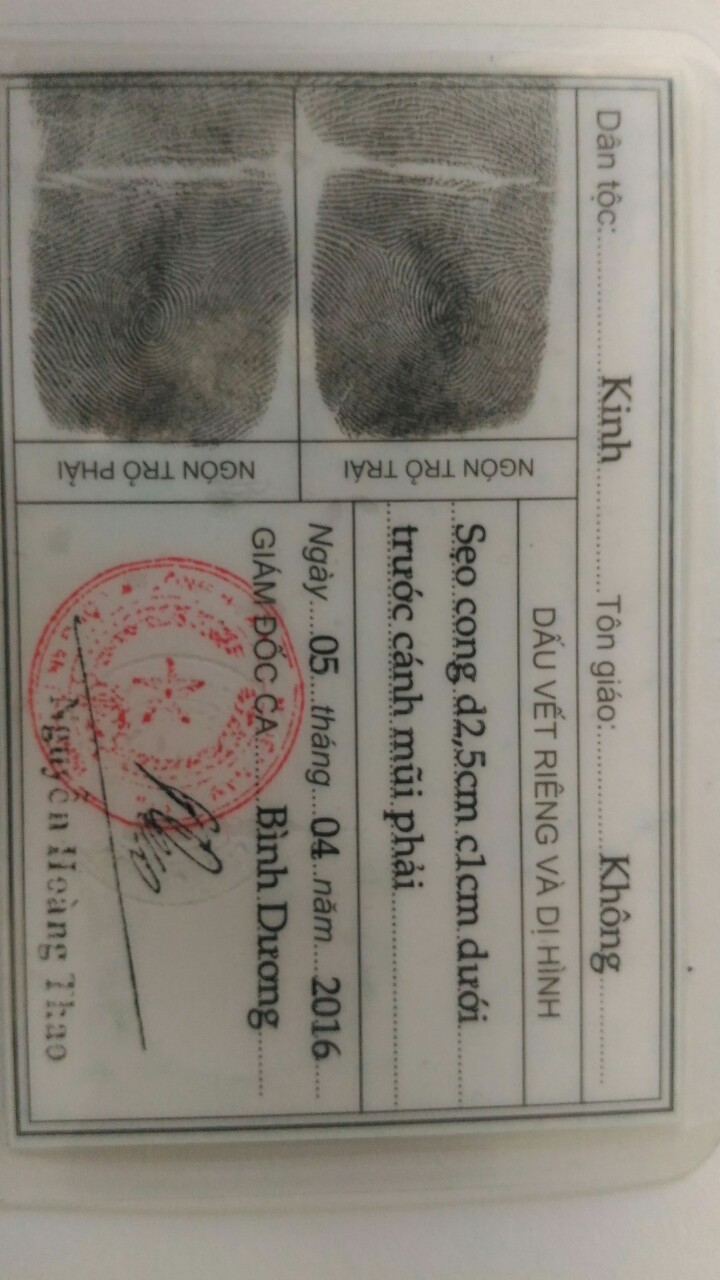 Dân tộc: Kinh Tôn giáo: Không
NGÓN TRỎ TRÁI
DẤU VẾT RIÊNG VÀ DỊ HÌNH
Sẹo cong d2,5cm c1cm dưới
trước cánh mũi phải
NGÓN TRỎ PHẢI
Ngày 05 tháng 04 năm 2016
GIÁM ĐỐC CA Bình Dương
Nguyễn Hoàng Thao